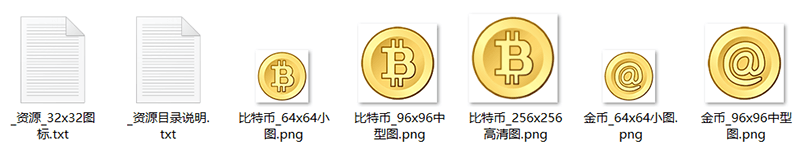 _资源_32x32图
标.txt
_资源目录说明.
txt
比特币_64x64小
图.png
比特币_96x96中
型图.png
比特币_256x256
高清图.png
金币_64x64小图.
png
金币_96x96中型
图.png